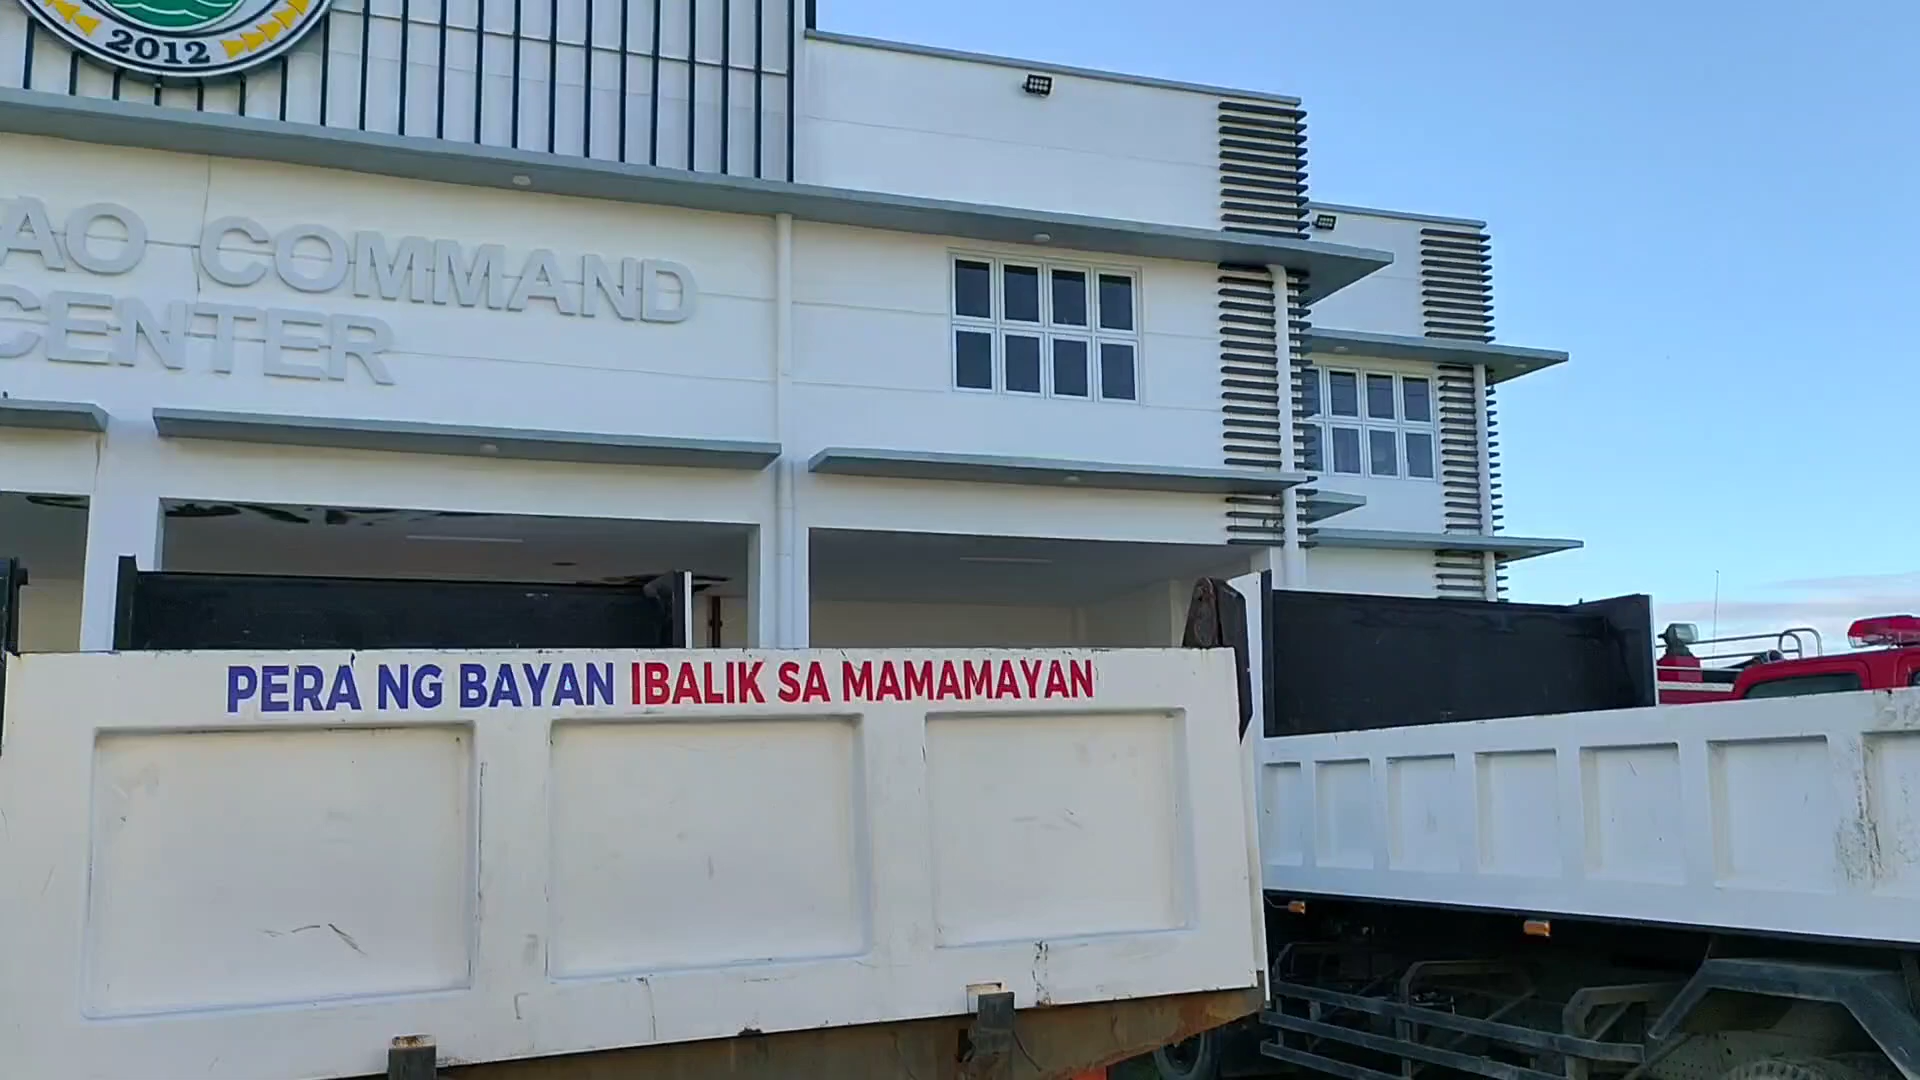 2012
AO COMMAND
CENTER
PERA NG BAYAN IBALIK SA MAMAMAYAN